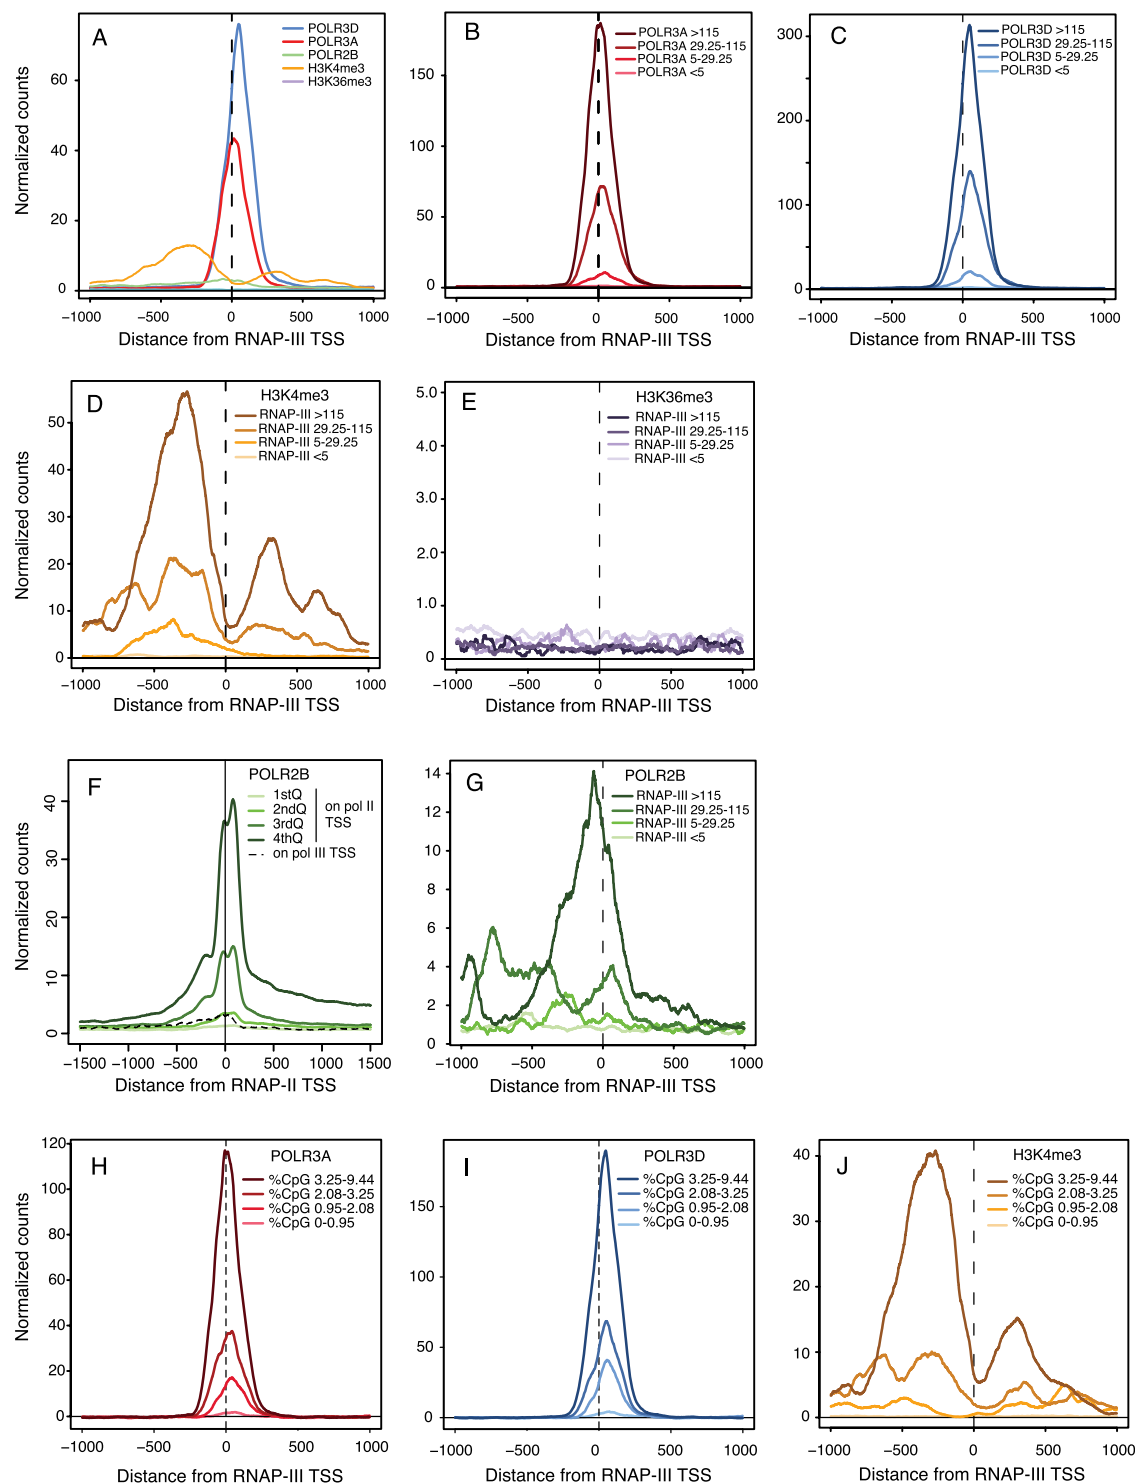 A
POLR3D
POLR3A
POLR2B
H3K4me3
H3K36me3
Normalized counts
60
40
20
0
−1000 −500 0 500 1000
Distance from RNAP-III TSS
B
POLR3A >115
POLR3A 29.25-115
POLR3A 5-29.25
POLR3A <5
150
100
50
0
−1000 −500 0 500 1000
Distance from RNAP-III TSS
C
POLR3D >115
POLR3D 29.25-115
POLR3D 5-29.25
POLR3D <5
300
200
100
0
−1000 −500 0 500 1000
Distance from RNAP-III TSS
D
H3K4me3
RNAP-III >115
RNAP-III 29.25-115
RNAP-III 5-29.25
RNAP-III <5
Normalized counts
50
40
30
20
10
0
−1000 −500 0 500 1000
Distance from RNAP-III TSS
E
H3K36me3
RNAP-III >115
RNAP-III 29.25-115
RNAP-III 5-29.25
RNAP-III <5
5.0
4.0
3.0
2.0
1.0
0
−1000 −500 0 500 1000
Distance from RNAP-III TSS
F
POLR2B
1stQ
2ndQ
3rdQ
4thQ
on pol II
TSS
on pol III TSS
Normalized counts
40
30
20
10
0
−1500 −1000 −500 0 500 1000 1500
Distance from RNAP-II TSS
G
POLR2B
RNAP-III >115
RNAP-III 29.25-115
RNAP-III 5-29.25
RNAP-III <5
14
12
10
8
6
4
2
0
−1000 −500 0 500 1000
Distance from RNAP-III TSS
H
POLR3A
%CpG 3.25-9.44
%CpG 2.08-3.25
%CpG 0.95-2.08
%CpG 0-0.95
Normalized counts
120
100
80
60
40
20
0
−1000 −500 0 500 1000
Distance from RNAP-III TSS
I
POLR3D
%CpG 3.25-9.44
%CpG 2.08-3.25
%CpG 0.95-2.08
%CpG 0-0.95
150
100
50
0
−1000 −500 0 500 1000
Distance from RNAP-III TSS
J
H3K4me3
%CpG 3.25-9.44
%CpG 2.08-3.25
%CpG 0.95-2.08
%CpG 0-0.95
40
30
20
10
0
−1000 −500 0 500 1000
Distance from RNAP-III TSS